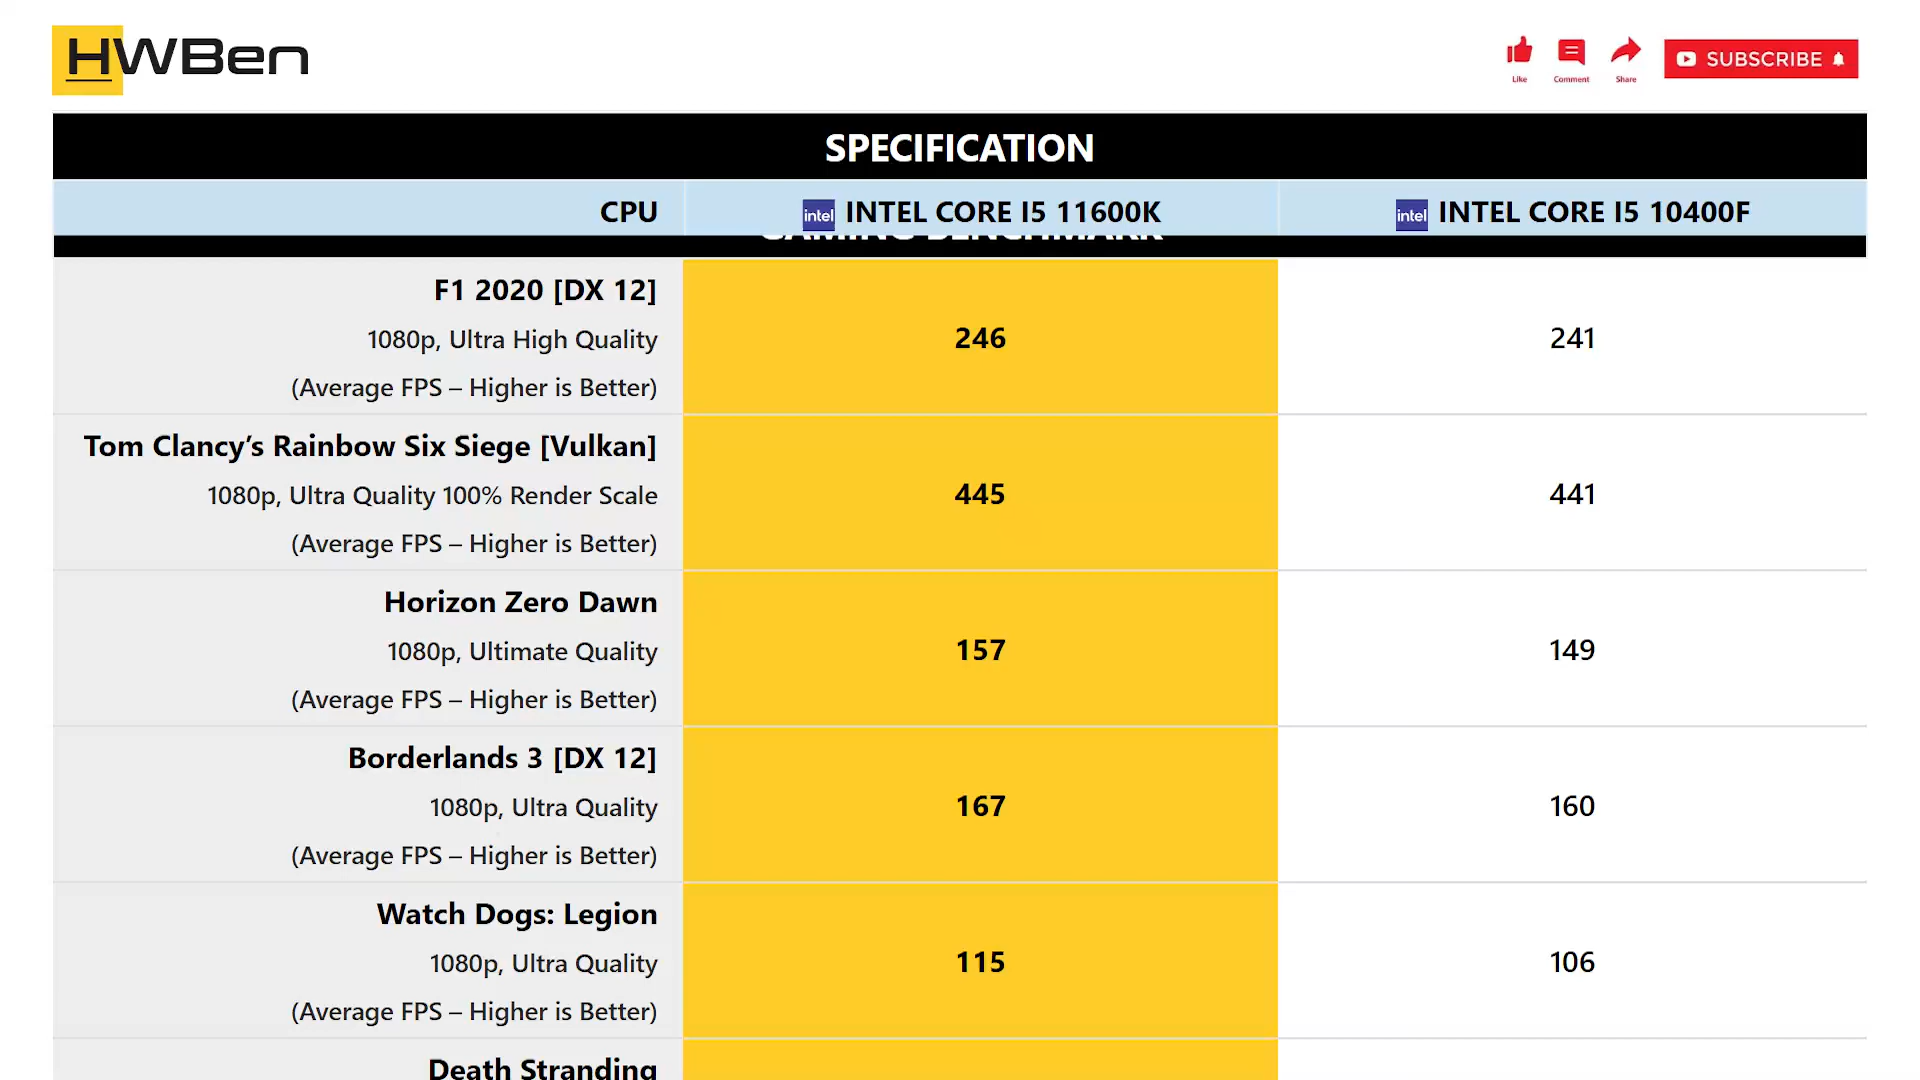 HWBen
Like
Comment
Share
SUBSCRIBE
SPECIFICATION
CPU
intel INTEL CORE I5 11600K
intel INTEL CORE I5 10400F
GAMING BENCHMARK
F1 2020 [DX 12]
1080p, Ultra High Quality
(Average FPS – Higher is Better)
246
241
Tom Clancy’s Rainbow Six Siege [Vulkan]
1080p, Ultra Quality 100% Render Scale
(Average FPS – Higher is Better)
445
441
Horizon Zero Dawn
1080p, Ultimate Quality
(Average FPS – Higher is Better)
157
149
Borderlands 3 [DX 12]
1080p, Ultra Quality
(Average FPS – Higher is Better)
167
160
Watch Dogs: Legion
1080p, Ultra Quality
(Average FPS – Higher is Better)
115
106
Death Stranding